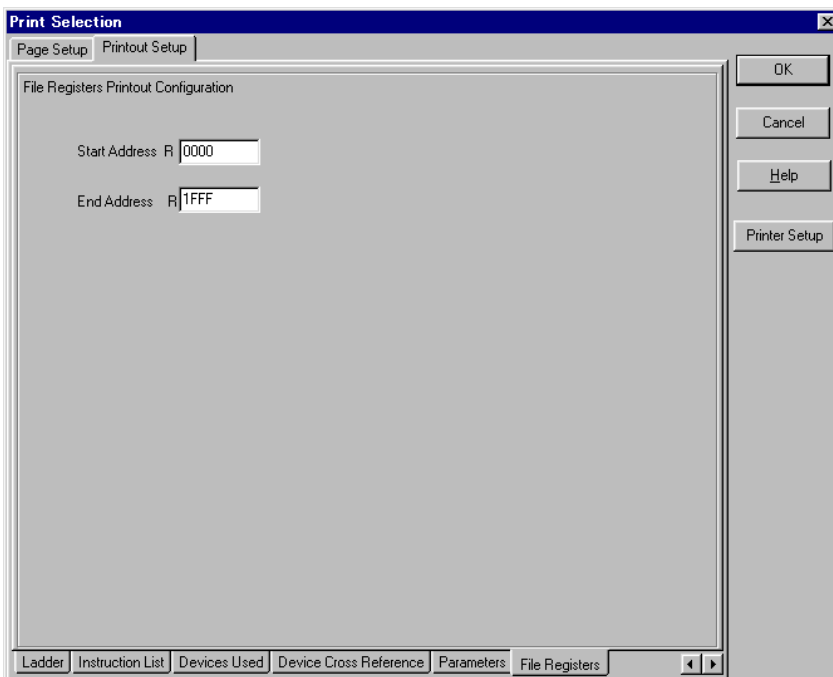 Print Selection
Page Setup Printout Setup
File Registers Printout Configuration
Start Address R 0000
End Address R 1FFF
OK
Cancel
Help
Printer Setup
Ladder Instruction List Devices Used Device Cross Reference Parameters File Registers